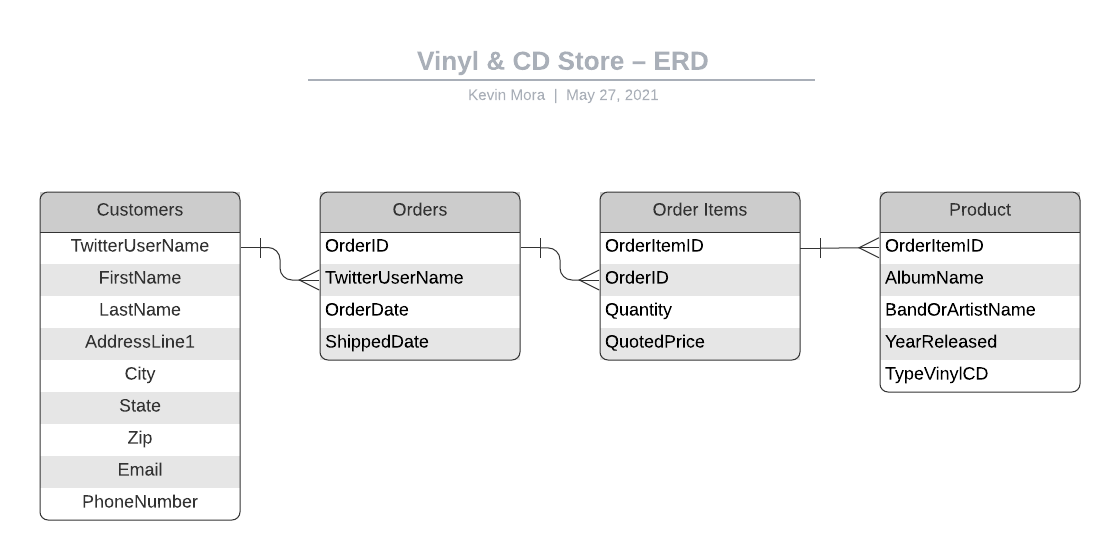 Vinyl & CD Store – ERD
Kevin Mora | May 27, 2021
Customers
TwitterUserName
FirstName
LastName
AddressLine1
City
State
Zip
Email
PhoneNumber
Orders
OrderID
TwitterUserName
OrderDate
ShippedDate
Order Items
OrderItemID
OrderID
Quantity
QuotedPrice
Product
OrderItemID
AlbumName
BandOrArtistName
YearReleased
TypeVinylCD